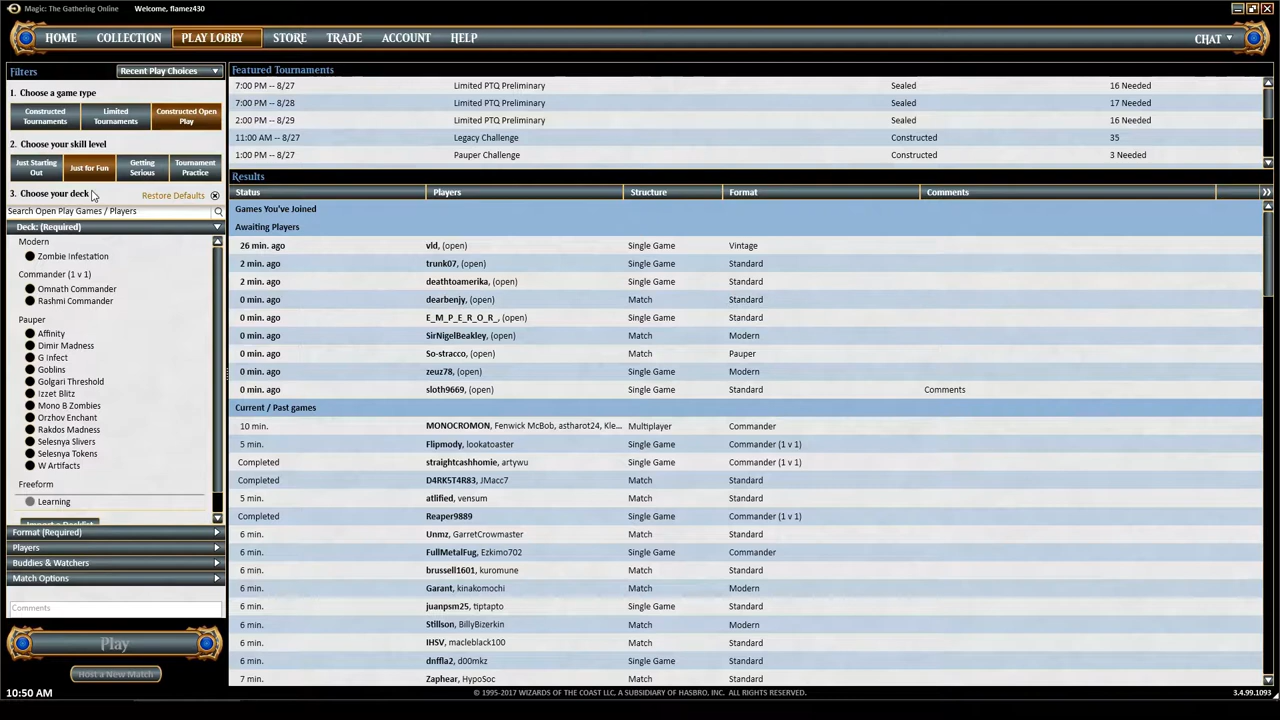 Magic: The Gathering Online Welcome, flamez430
HOME COLLECTION PLAY LOBBY STORE TRADE ACCOUNT HELP CHAT
Filters Recent Play Choices
1. Choose a game type
Constructed Tournaments Limited Tournaments Constructed Open Play
2. Choose your skill level
Just Starting Out Just for Fun Getting Serious Tournament Practice
3. Choose your deck Restore Defaults
Search Open Play Games / Players
Deck: (Required)
Modern
Zombie Infestation
Commander (1 v 1)
Omnath Commander
Rashmi Commander
Pauper
Affinity
Dimir Madness
G Infect
Goblins
Golgari Threshold
Izzet Blitz
Mono B Zombies
Orzhov Enchant
Rakdos Madness
Selesnya Slivers
Selesnya Tokens
W Artifacts
Freeform
Learning
Import a Decklist
Format (Required)
Players
Buddies & Watchers
Match Options
Comments
Play
Host a New Match
10:50 AM
Featured Tournaments
7:00 PM -- 8/27 Limited PTQ Preliminary Sealed 16 Needed
7:00 PM -- 8/28 Limited PTQ Preliminary Sealed 17 Needed
2:00 PM -- 8/29 Limited PTQ Preliminary Sealed 16 Needed
11:00 AM -- 8/27 Legacy Challenge Constructed 35
1:00 PM -- 8/27 Pauper Challenge Constructed 3 Needed
Results
Status Players Structure Format Comments
Games You've Joined
Awaiting Players
26 min. ago vld, (open) Single Game Vintage
2 min. ago trunk07, (open) Single Game Standard
2 min. ago deathtoamerika, (open) Single Game Standard
0 min. ago dearbenjy, (open) Match Standard
0 min. ago E_M_P_E_R_O_R_, (open) Single Game Standard
0 min. ago SirNigelBeakley, (open) Match Modern
0 min. ago So-stracco, (open) Match Pauper
0 min. ago zeuz78, (open) Single Game Modern
0 min. ago sloth9669, (open) Single Game Standard Comments
Current / Past games
10 min. MONOCROMON, Fenwick McBob, astharot24, Kle... Multiplayer Commander
5 min. Flipmody, lookatoaster Single Game Commander (1 v 1)
Completed straightcashhomie, artywu Single Game Commander (1 v 1)
Completed D4RK5T4R83, JMacc7 Match Standard
5 min. atlified, vensum Match Standard
Completed Reaper9889 Single Game Commander (1 v 1)
6 min. Unmz, GarretCrowmaster Match Standard
6 min. FullMetalFug, Ezkimo702 Single Game Commander
6 min. brussell1601, kuromune Match Standard
6 min. Garant, kinakomochi Match Modern
6 min. juanpsm25, tiptapto Single Game Standard
6 min. Stillson, BillyBizerkin Match Modern
6 min. IHSV, macleblack100 Match Standard
6 min. dnffla2, d00mkz Single Game Standard
7 min. Zaphear, HypoSoc Match Standard
© 1995-2017 WIZARDS OF THE COAST LLC, A SUBSIDIARY OF HASBRO, INC. ALL RIGHTS RESERVED. 3.4.99.1093